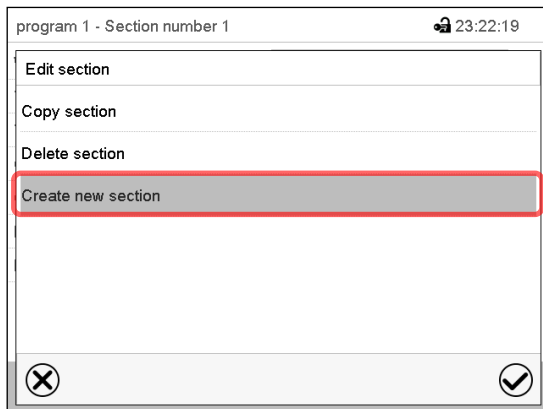 program 1 - Section number 1 23:22:19
Edit section
Copy section
Delete section
Create new section